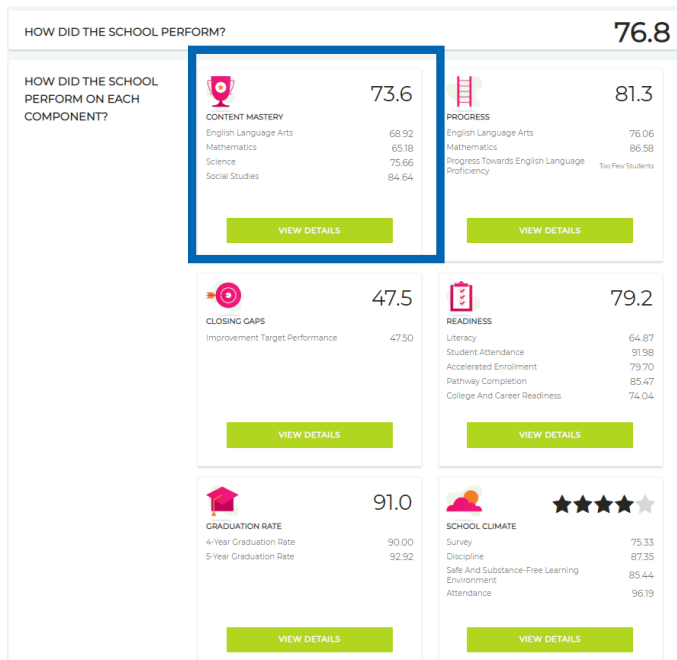 HOW DID THE SCHOOL PERFORM?
76.8
HOW DID THE SCHOOL
PERFORM ON EACH
COMPONENT?
73.6
CONTENT MASTERY
English Language Arts 68.92
Mathematics 65.18
Science 75.66
Social Studies 84.64
VIEW DETAILS
81.3
PROGRESS
English Language Arts 76.06
Mathematics 86.58
Progress Towards English Language
Proficiency
Too Few Students
VIEW DETAILS
47.5
CLOSING GAPS
Improvement Target Performance 47.50
VIEW DETAILS
79.2
READINESS
Literacy 64.87
Student Attendance 91.98
Accelerated Enrollment 79.70
Pathway Completion 85.47
College And Career Readiness 74.04
VIEW DETAILS
91.0
GRADUATION RATE
4-Year Graduation Rate 90.00
5-Year Graduation Rate 92.92
VIEW DETAILS
SCHOOL CLIMATE
Survey 75.33
Discipline 87.35
Safe And Substance-Free Learning
Environment
85.44
Attendance 96.19
VIEW DETAILS